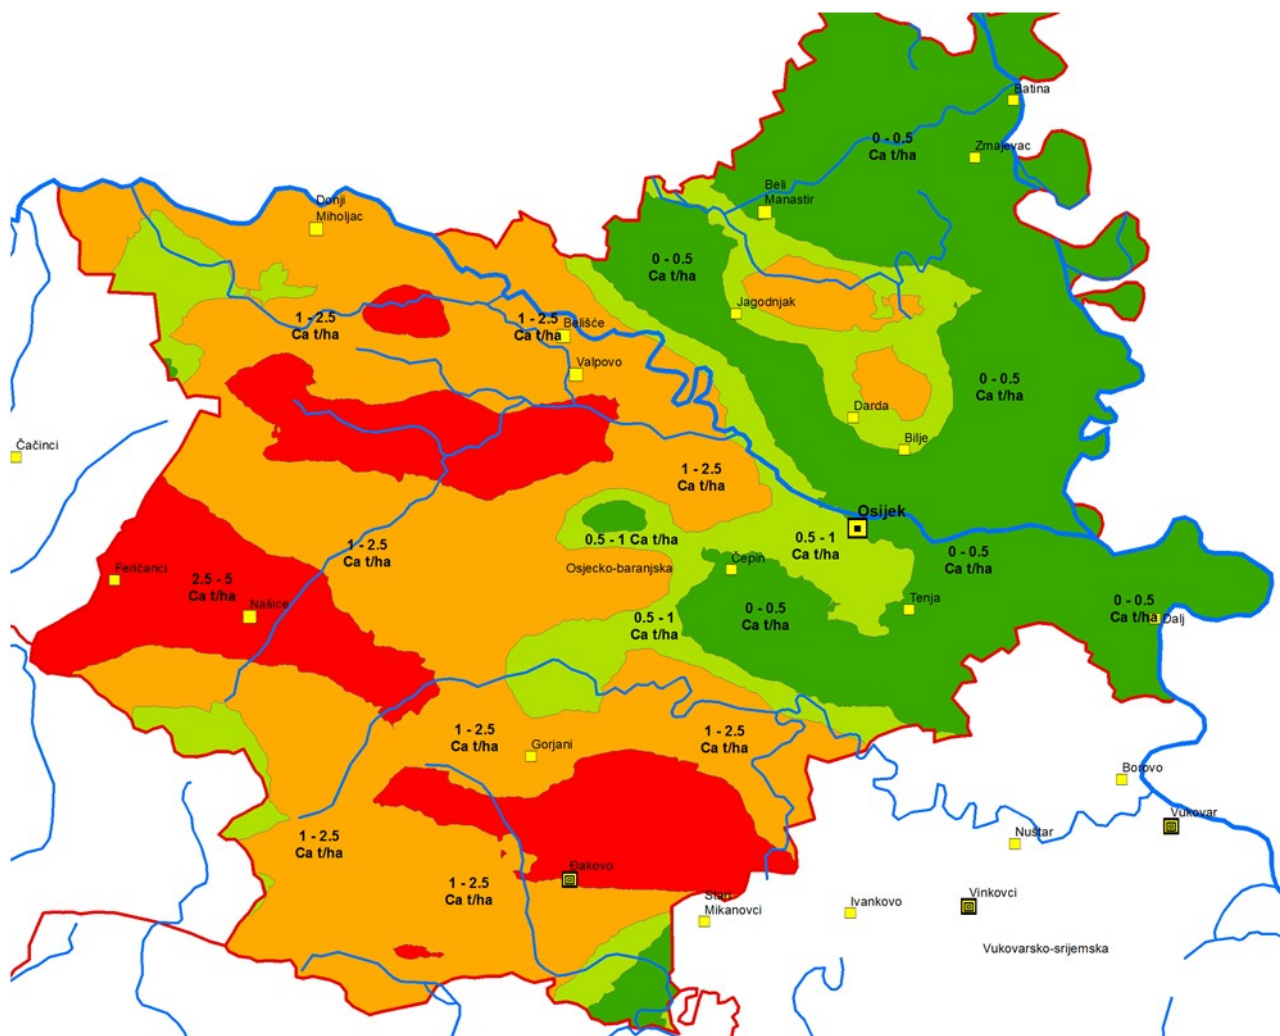 Batina
0 - 0.5
Ca t/ha
Zmajevac
Beli
Manastir
Donji
Miholjac
0 - 0.5
Ca t/ha
Jagodnjak
1 - 2.5
Ca t/ha
1 - 2.5
Ca t/ha
Belišće
Valpovo
0 - 0.5
Ca t/ha
Darda
Bilje
Čačinci
1 - 2.5
Ca t/ha
Osijek
0.5 - 1 Ca t/ha
0.5 - 1
Ca t/ha
1 - 2.5
Ca t/ha
0 - 0.5
Ca t/ha
Čepin
Osjecko-baranjska
Feričanci
2.5 - 5
Ca t/ha
Našice
0 - 0.5
Ca t/ha
Tenja
0 - 0.5
Ca t/ha
Dalj
0.5 - 1
Ca t/ha
1 - 2.5
Ca t/ha
Gorjani
1 - 2.5
Ca t/ha
Borovo
Vukovar
Nuštar
1 - 2.5
Ca t/ha
Đakovo
1 - 2.5
Ca t/ha
Stari
Mikanovci
Ivankovo
Vinkovci
Vukovarsko-srijemska